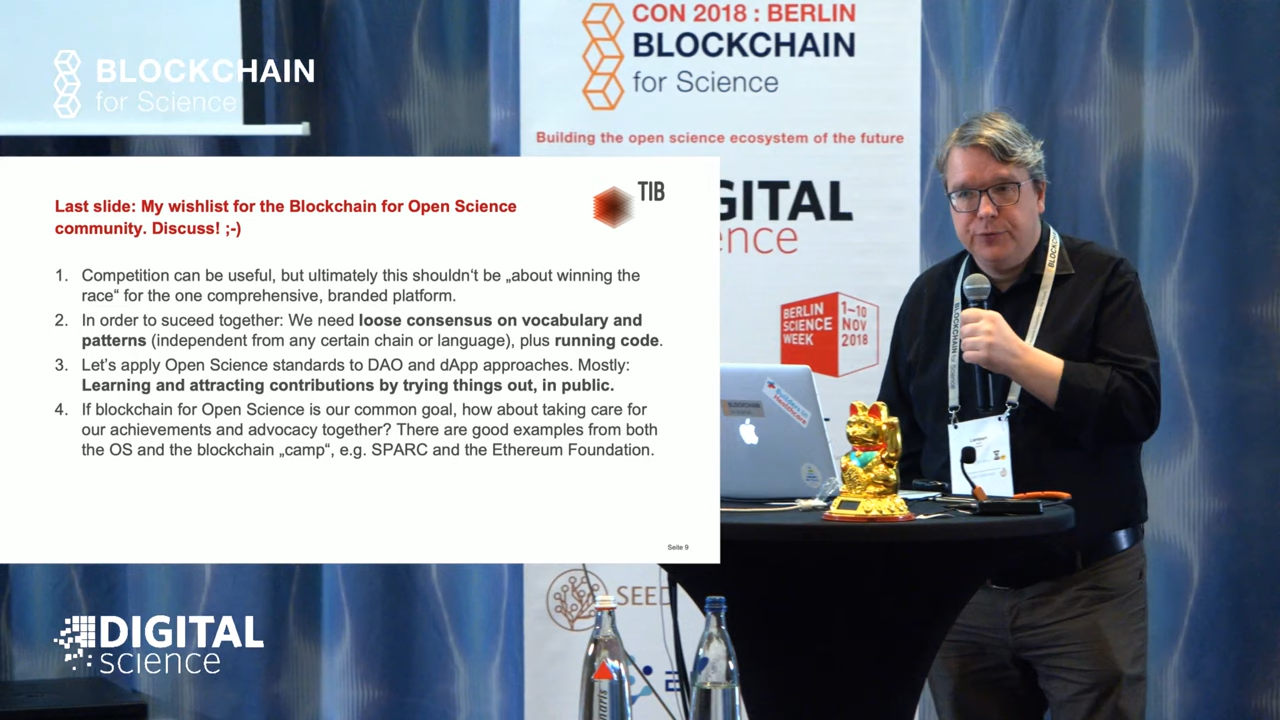 BLOCKCHAIN
for Science
CON 2018 : BERLIN
BLOCKCHAIN
for Science
Building the open science ecosystem of the future
GITAL
ence
BERLIN
SCIENCE
WEEK
1–10
NOV
2018
TIB
Last slide: My wishlist for the Blockchain for Open Science
community. Discuss! ;-)
1. Competition can be useful, but ultimately this shouldn't be „about winning the
race“ for the one comprehensive, branded platform.
2. In order to suceed together: We need loose consensus on vocabulary and
patterns (independent from any certain chain or language), plus running code.
3. Let's apply Open Science standards to DAO and dApp approaches. Mostly:
Learning and attracting contributions by trying things out, in public.
4. If blockchain for Open Science is our common goal, how about taking care for
our achievements and advoccy together? There are good examples from both
the OS and the blockchain „camp“, e.g. SPARC and the Ethereum Foundation.
Seite 9
BLOCKCHAIN
for Science
Lambert
SEED
DIGITAL
science